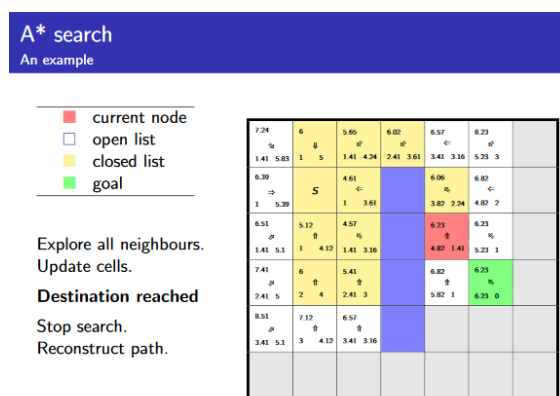 A* search
An example
current node
open list
closed list
goal
Explore all neighbours.
Update cells.
Destination reached
Stop search.
Reconstruct path.
7.24 6 5.65 6.02 6.57 8.23
⇘ ⇓ ⇙ ⇙ ⇐ ⇙
1.41 5.83 1 5 1.41 4.24 2.41 3.61 3.41 3.16 5.23 3
6.39 4.61 6.06 6.82
⇒ S ⇐ ⇖ ⇐
1 5.39 1 3.61 3.82 2.24 4.82 2
6.51 5.12 4.57 6.23 6.23
⇗ ⇑ ⇖ ⇑ ⇖
1.41 5.1 1 4.12 1.41 3.16 4.82 1.41 5.23 1
7.41 6 5.41 6.82 6.23
⇗ ⇑ ⇑ ⇑ ⇖
2.41 5 2 4 2.41 3 5.82 1 6.23 0
8.51 7.12 6.57
⇗ ⇑ ⇑
3.41 5.1 3 4.12 3.41 3.16